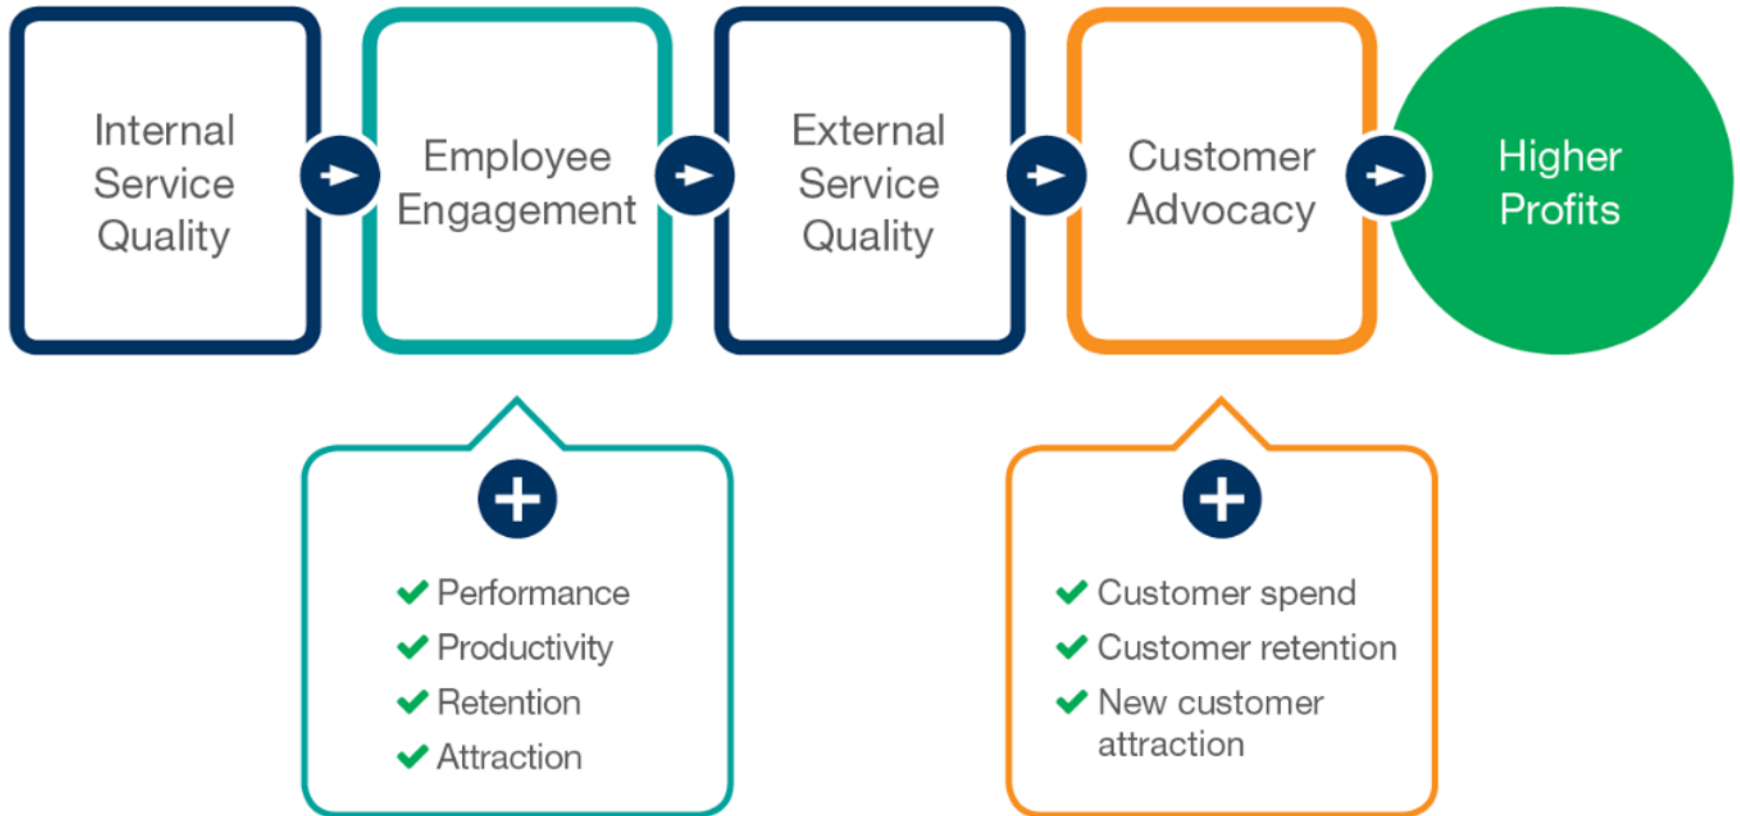 Internal
Service
Quality
Employee
Engagement
External
Service
Quality
Customer
Advocacy
Higher
Profits
Performance
Productivity
Retention
Attraction
Customer spend
Customer retention
New customer
attraction